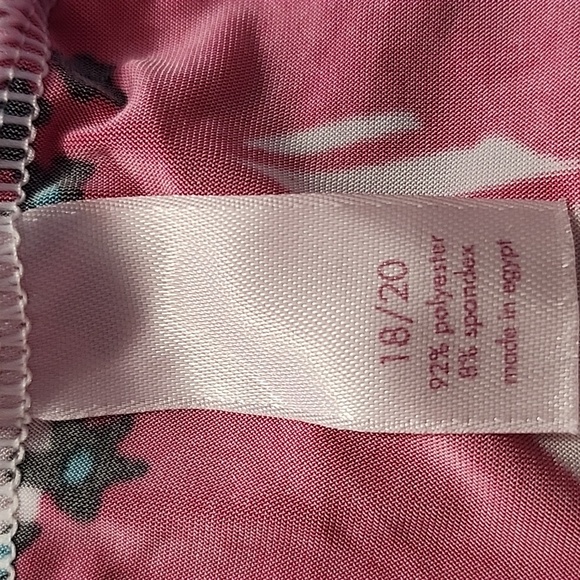 18/20
92% polyester
8% spandex
made in egypt